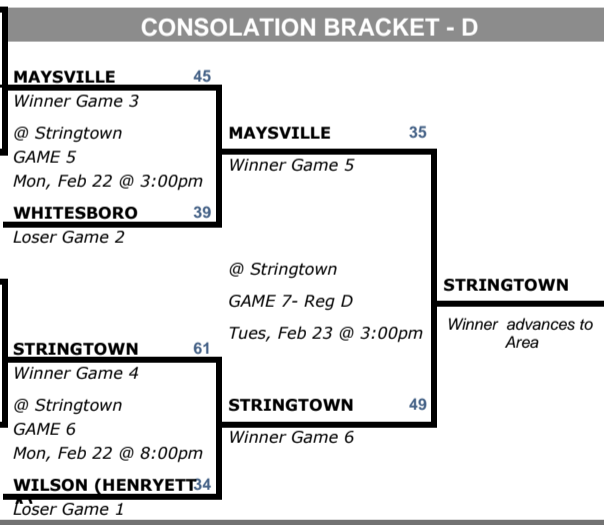 CONSOLATION BRACKET - D
MAYSVILLE 45
Winner Game 3
@ Stringtown
GAME 5
Mon, Feb 22 @ 3:00pm
WHITESBORO 39
Loser Game 2
MAYSVILLE 35
Winner Game 5
@ Stringtown
GAME 7- Reg D
Tues, Feb 23 @ 3:00pm
STRINGTOWN
Winner advances to
Area
STRINGTOWN 61
Winner Game 4
@ Stringtown
GAME 6
Mon, Feb 22 @ 8:00pm
WILSON (HENRYETT 34
Loser Game 1
STRINGTOWN 49
Winner Game 6